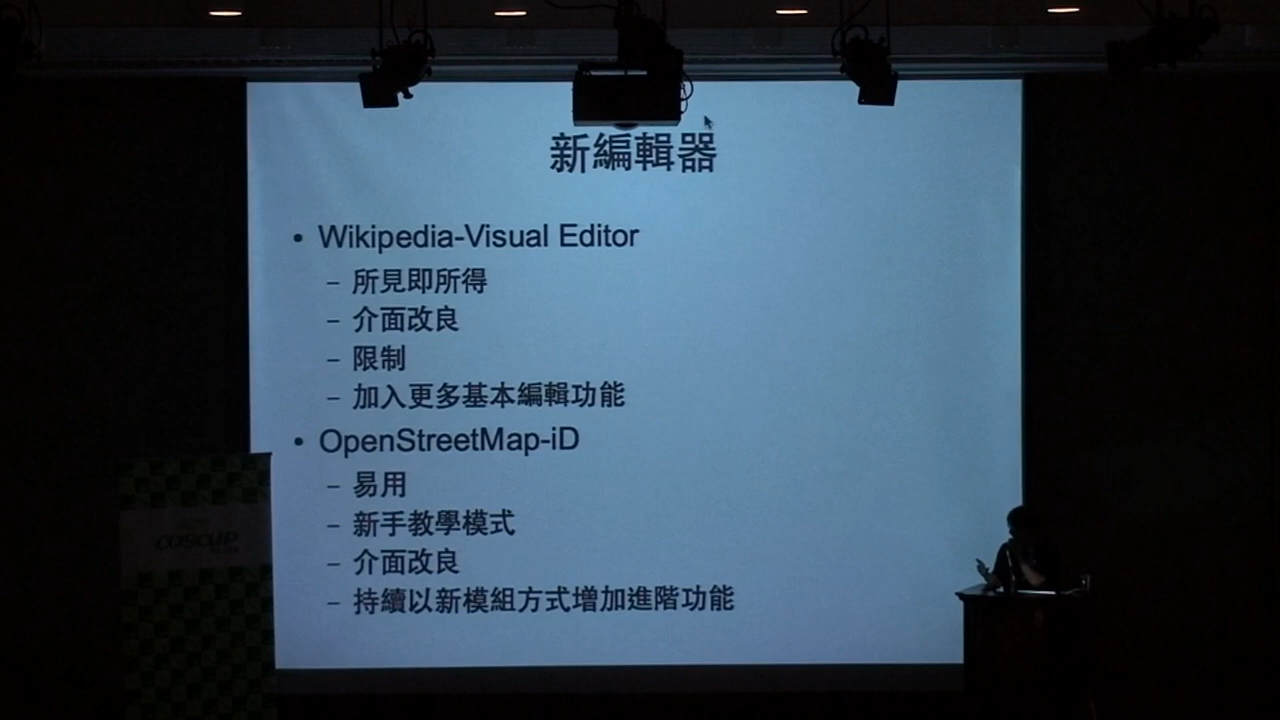 新編輯器
• Wikipedia-Visual Editor
– 所見即所得
– 介面改良
– 限制
– 加入更多基本編輯功能
• OpenStreetMap-iD
– 易用
– 新手教學模式
– 介面改良
– 持續以新模組方式增加進階功能
COSCUP